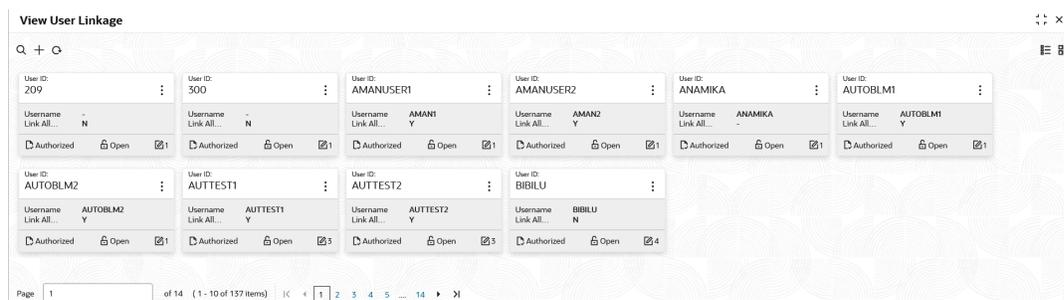 View User Linkage
User ID: User ID: User ID: User ID: User ID: User ID:
209 300 AMANUSER1 AMANUSER2 ANAMIKA AUTOBLM1
Username - Username - Username AMAN1 Username AMAN2 Username ANAMIKA Username AUTOBLM1
Link All... N Link All... N Link All... Y Link All... Y Link All... - Link All... Y
Authorized Open 1 Authorized Open 1 Authorized Open 1 Authorized Open 1 Authorized Open 1 Authorized Open 1
User ID: User ID: User ID: User ID:
AUTOBLM2 AUTTEST1 AUTTEST2 BIBILU
Username AUTOBLM2 Username AUTTEST1 Username AUTTEST2 Username BIBILU
Link All... Y Link All... Y Link All... Y Link All... N
Authorized Open 1 Authorized Open 3 Authorized Open 3 Authorized Open 4
Page 1 of 14 (1 - 10 of 137 items) 1 2 3 4 5 .... 14